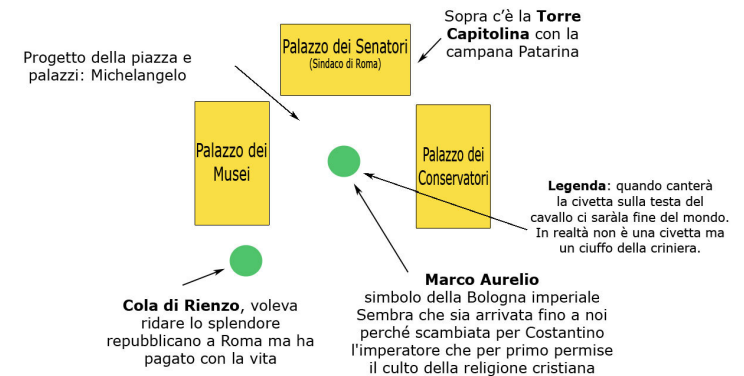 Sopra c’è la Torre
Capitolina con la
campana Patarina
Progetto della piazza e
palazzi: Michelangelo
Palazzo dei Senatori
(Sindaco di Roma)
Palazzo dei
Musei
Palazzo dei
Conservatori
Legenda: quando canterà
la civetta sulla testa del
cavallo ci saràla fine del mondo.
In realtà non è una civetta ma
un ciuffo della criniera.
Cola di Rienzo, voleva
ridare lo splendore
repubblicano a Roma ma ha
pagato con la vita
Marco Aurelio
simbolo della Bologna imperiale
Sembra che sia arrivata fino a noi
perché scambiata per Costantino
l'imperatore che per primo permise
il culto della religione cristiana